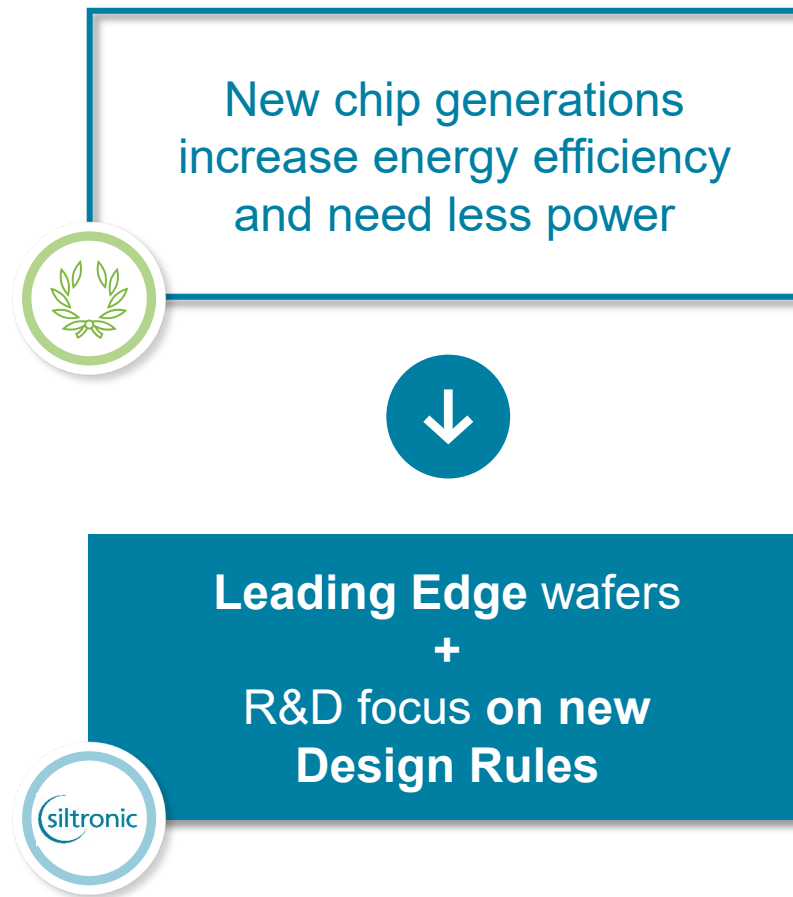 New chip generations
increase energy efficiency
and need less power
Leading Edge wafers
+
R&D focus on new
Design Rules
siltronic